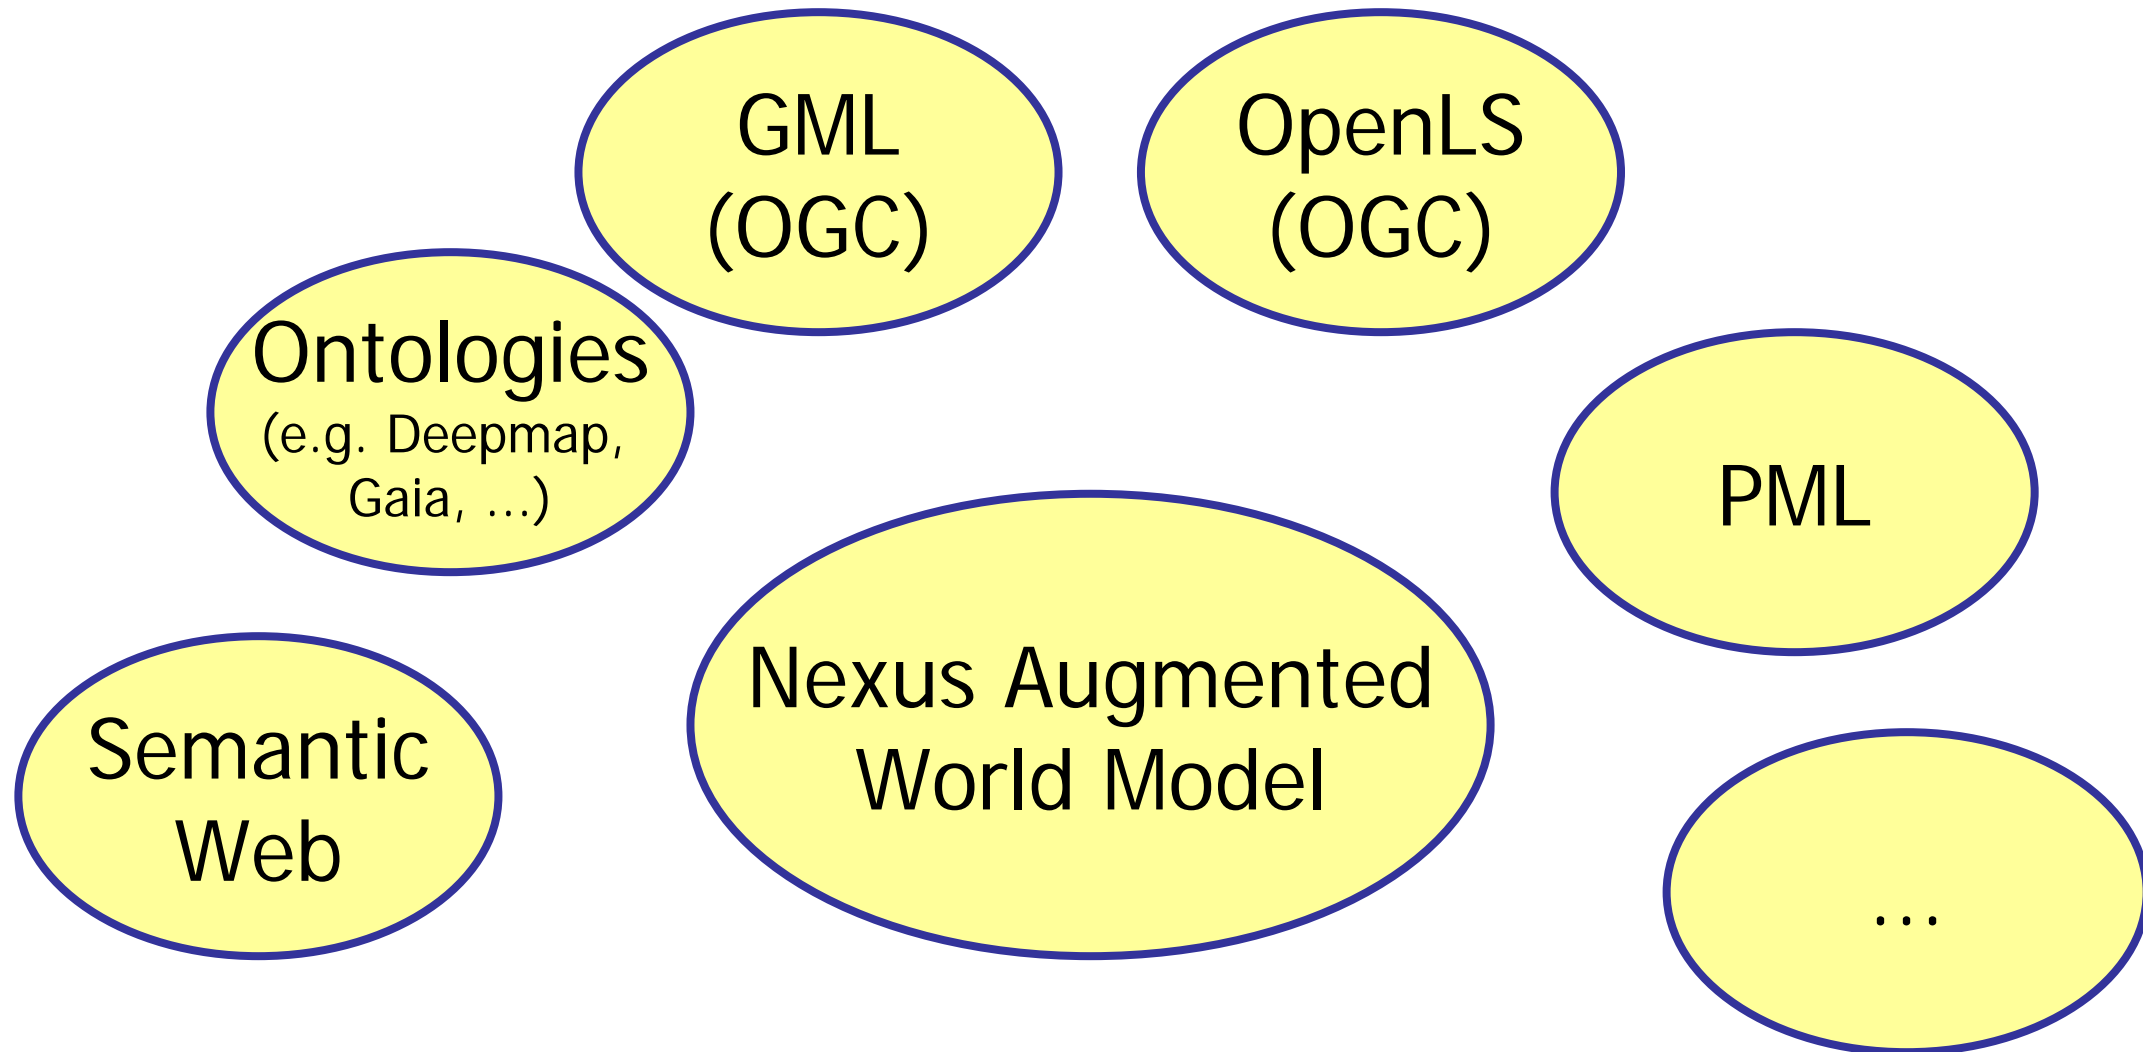 GML
(OGC)
OpenLS
(OGC)
Ontologies
(e.g. Deepmap,
Gaia, ...)
PML
Nexus Augmented
World Model
Semantic
Web
...